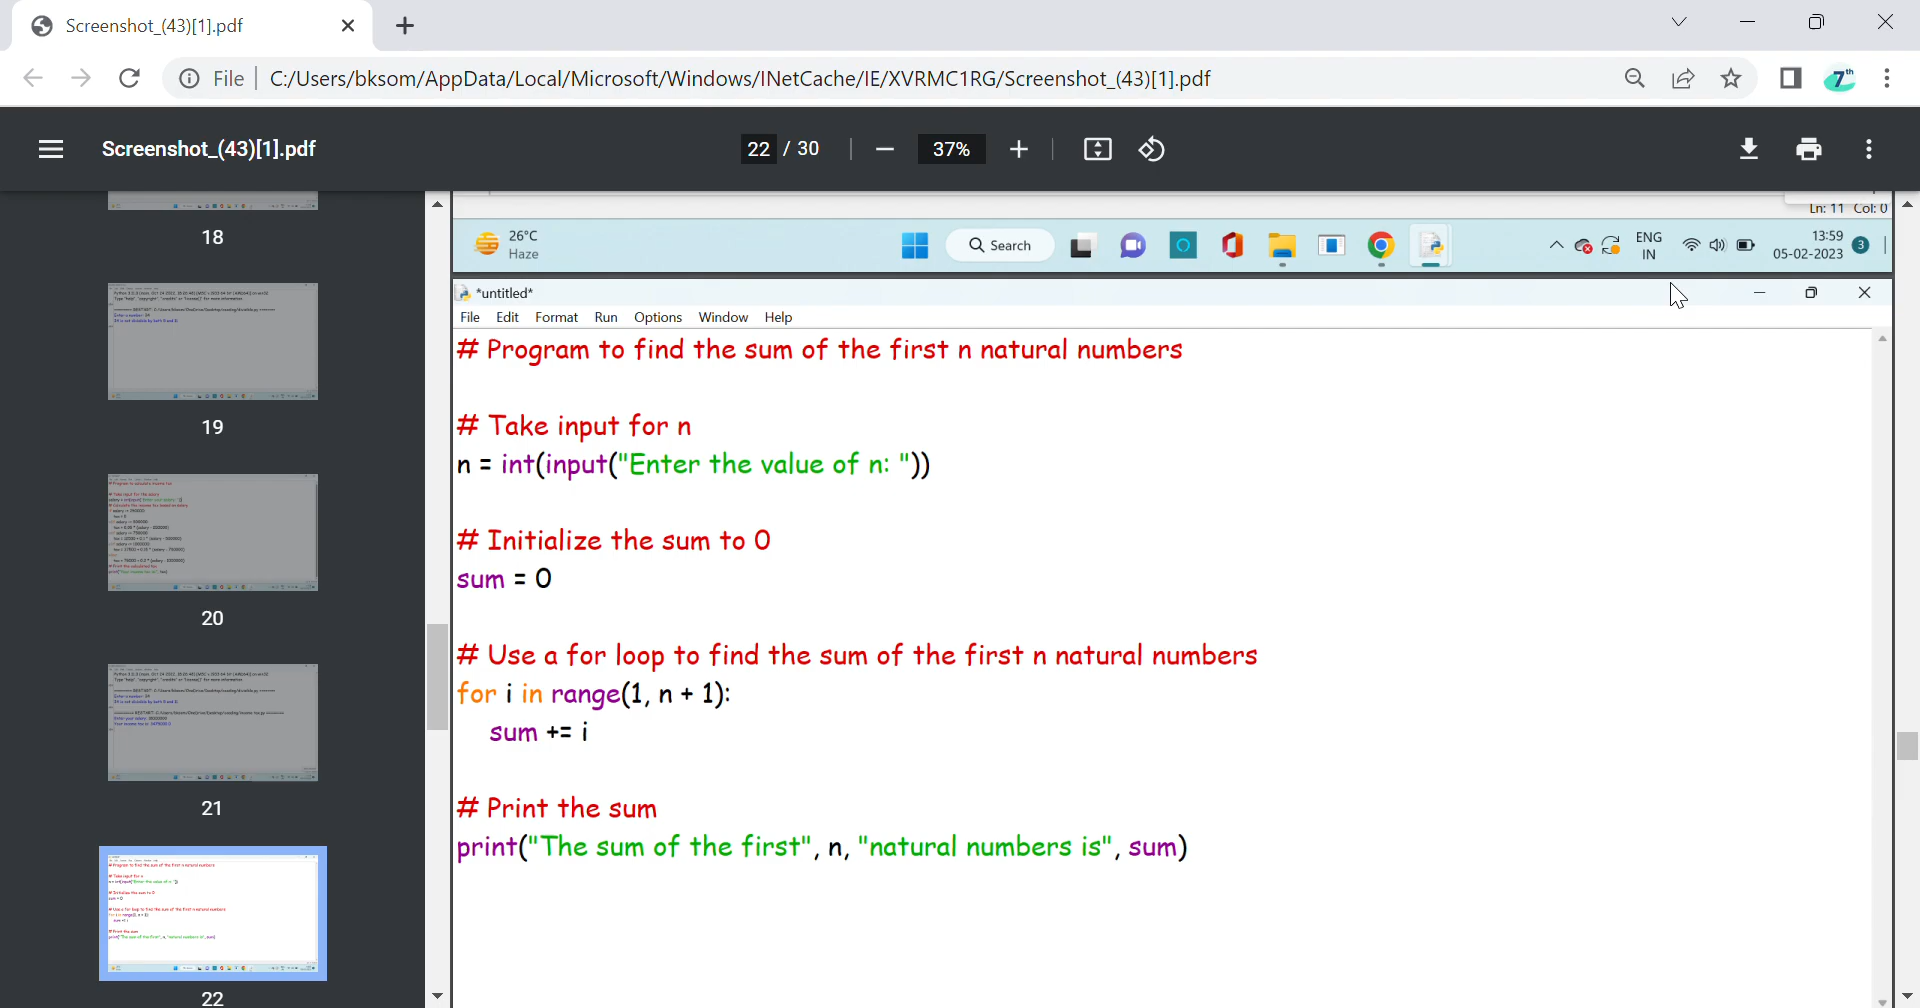 Screenshot_(43)[1].pdf
File C:/Users/bksom/AppData/Local/Microsoft/Windows/INetCache/IE/XVRMC1RG/Screenshot_(43)[1].pdf
7th
Screenshot_(43)[1].pdf
22 / 30
37%
18
19
20
21
22
Ln: 11 Col: 0
26°C
Haze
Search
ENG
IN
13:59
05-02-2023
3
*untitled*
File Edit Format Run Options Window Help
# Program to find the sum of the first n natural numbers
# Take input for n
n = int(input("Enter the value of n: "))
# Initialize the sum to 0
sum = 0
# Use a for loop to find the sum of the first n natural numbers
for i in range(1, n + 1):
sum += i
# Print the sum
print("The sum of the first", n, "natural numbers is", sum)